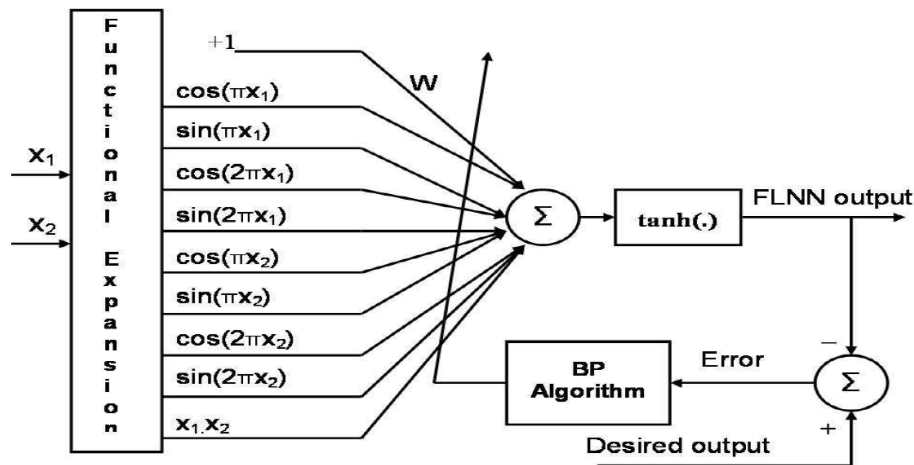 Functional Expansion
X₁
X₂
+1
cos(πx₁)
sin(πx₁)
cos(2πx₁)
sin(2πx₁)
cos(πx₂)
sin(πx₂)
cos(2πx₂)
sin(2πx₂)
x₁.x₂
W
Σ
tanh(.)
FLNN output
BP
Algorithm
Error
−
Σ
+
Desired output